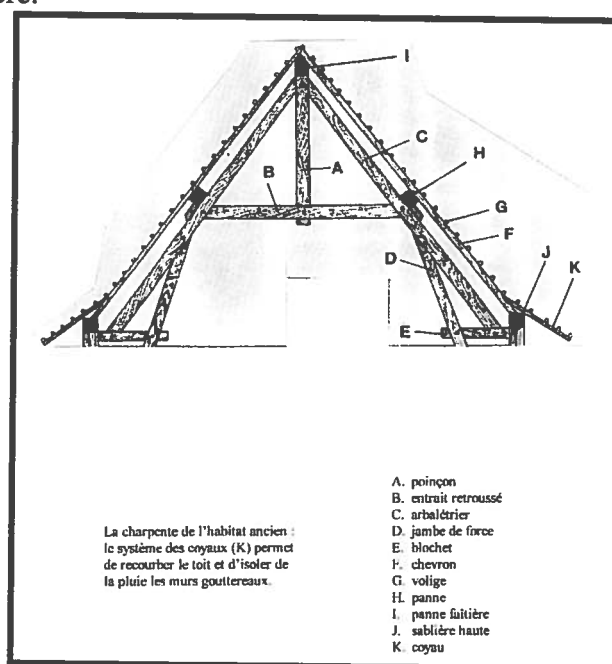 I
C
A
H
B
G
F
D
J
K
E
La charpente de l'habitat ancien :
le système des coyaux (K) permet
de recourber le toit et d'isoler de
la pluie les murs gouttereaux.
A. poinçon
B. entrait retroussé
C. arbalétrier
D. jambe de force
E. blochet
F. chevron
G. volige
H. panne
I. panne faîtière
J. sablière haute
K. coyau